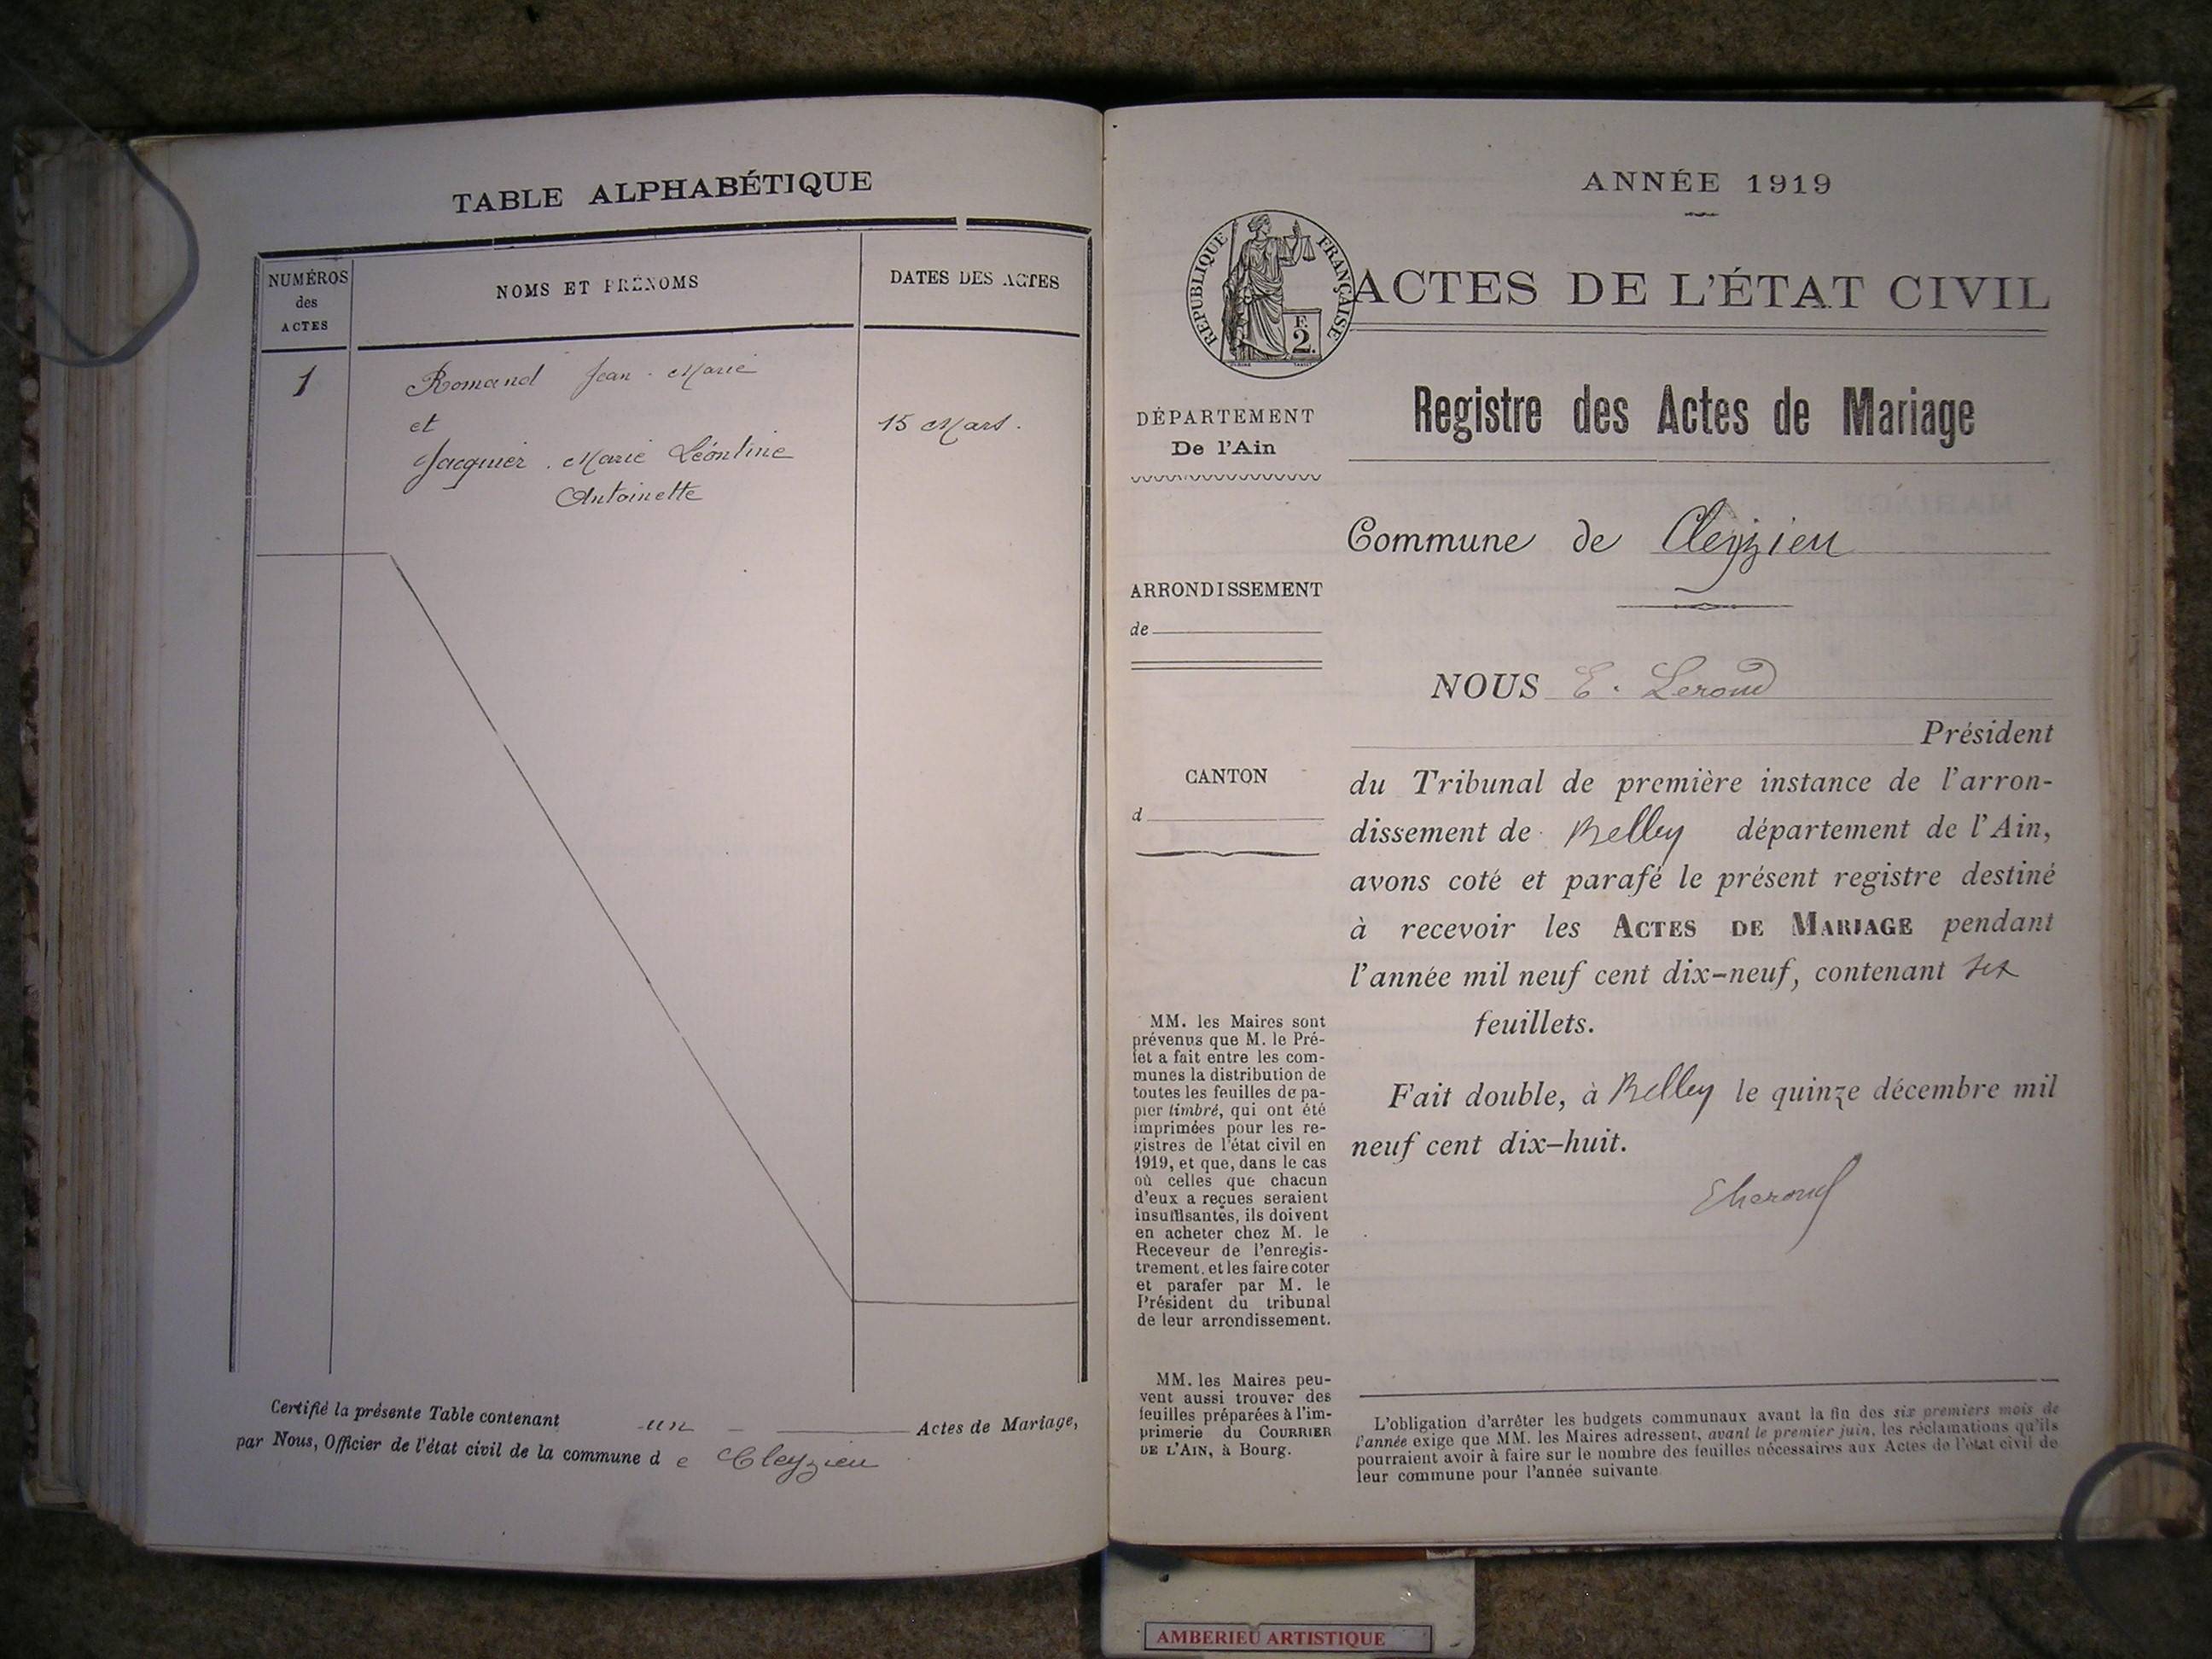 TABLE ALPHABÉTIQUE
NUMÉROS
des
ACTES
NOMS ET PRÉNOMS
DATES DES ACTES
1
Romand Jean-Marie
et
15 Mars.
Jacquier. Marie Léontine
Antoinette
Certifié la présente Table contenant un Actes de Mariage,
par Nous, Officier de l'état civil de la commune d e Cleyzieu
ANNÉE 1919
RÉPUBLIQUE FRANÇAISE
F.
2.
ACTES DE L'ÉTAT CIVIL
Registre des Actes de Mariage
DÉPARTEMENT
De l'Ain
Commune de Cleyzieu
ARRONDISSEMENT
de
NOUS E. Leroud
Président
CANTON
d
du Tribunal de première instance de l'arron-
dissement de Belley département de l'Ain,
avons coté et parafé le présent registre destiné
à recevoir les ACTES DE MARIAGE pendant
l'année mil neuf cent dix-neuf, contenant six
feuillets.
Fait double, à Belley le quinze décembre mil
neuf cent dix-huit.
MM. les Maires sont
prévenus que M. le Pré-
fet a fait entre les com-
munes la distribution de
toutes les feuilles de pa-
pier timbré, qui ont été
imprimées pour les re-
gistres de l'état civil en
1919, et que, dans le cas
où celles que chacun
d'eux a reçues seraient
insuffisantes, ils doivent
en acheter chez M. le
Receveur de l'enregis-
trement. et les faire coter
et parafer par M. le
Président du tribunal
de leur arrondissement.
MM. les Maires peu-
vent aussi trouver des
feuilles préparées à l'im-
primerie du COURRIER
DE L'AIN, à Bourg.
L'obligation d'arrêter les budgets communaux avant la fin des six premiers mois de
l'année exige que MM. les Maires adressent, avant le premier juin, les réclamations qu'ils
pourraient avoir à faire sur le nombre des feuilles nécessaires aux Actes de l'état civil de
leur commune pour l'année suivante
AMBERIEU ARTISTIQUE